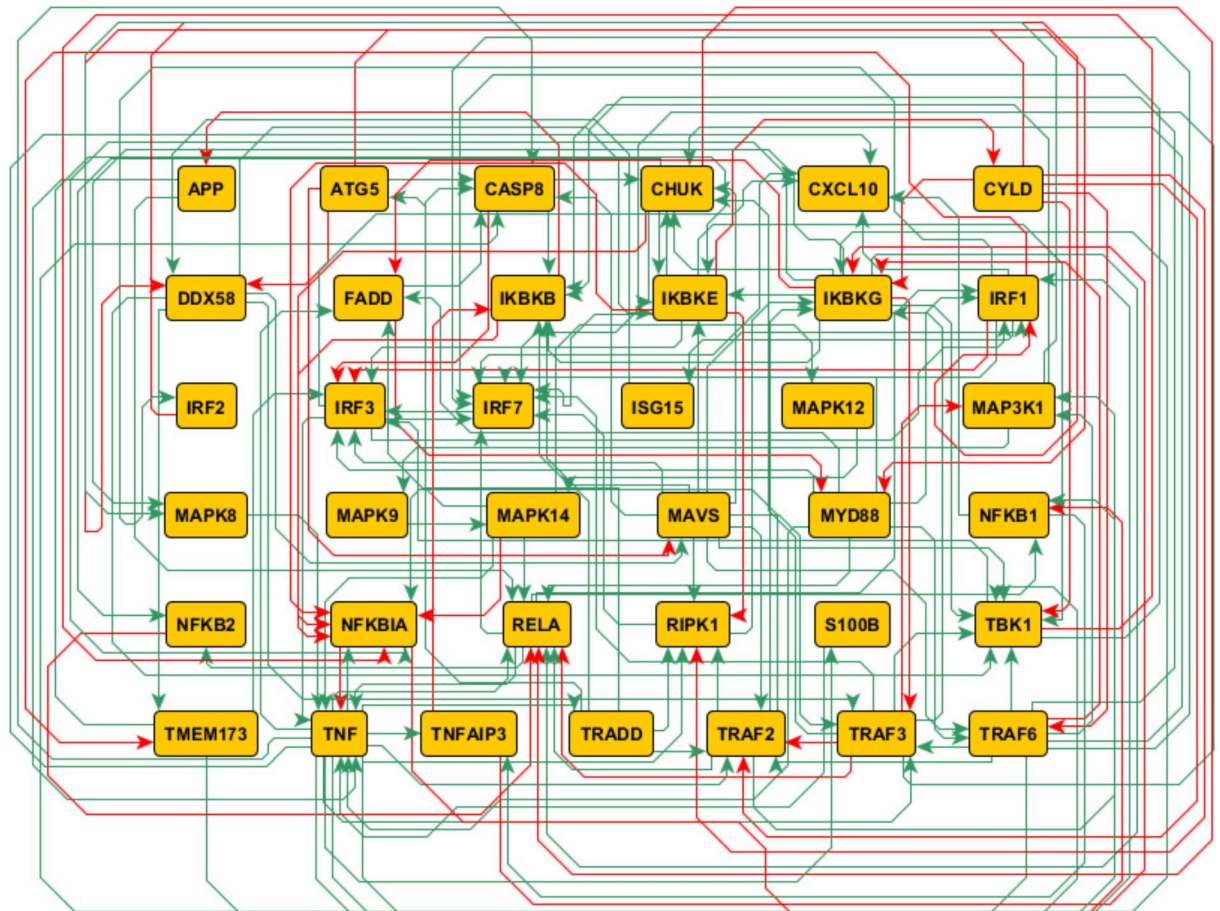 APP ATG5 CASP8 CHUK CXCL10 CYLD
DDX58 FADD IKBKB IKBKE IKBKG IRF1
IRF2 IRF3 IRF7 ISG15 MAPK12 MAP3K1
MAPK8 MAPK9 MAPK14 MAVS MYD88 NFKB1
NFKB2 NFKBIA RELA RIPK1 S100B TBK1
TMEM173 TNF TNFAIP3 TRADD TRAF2 TRAF3 TRAF6